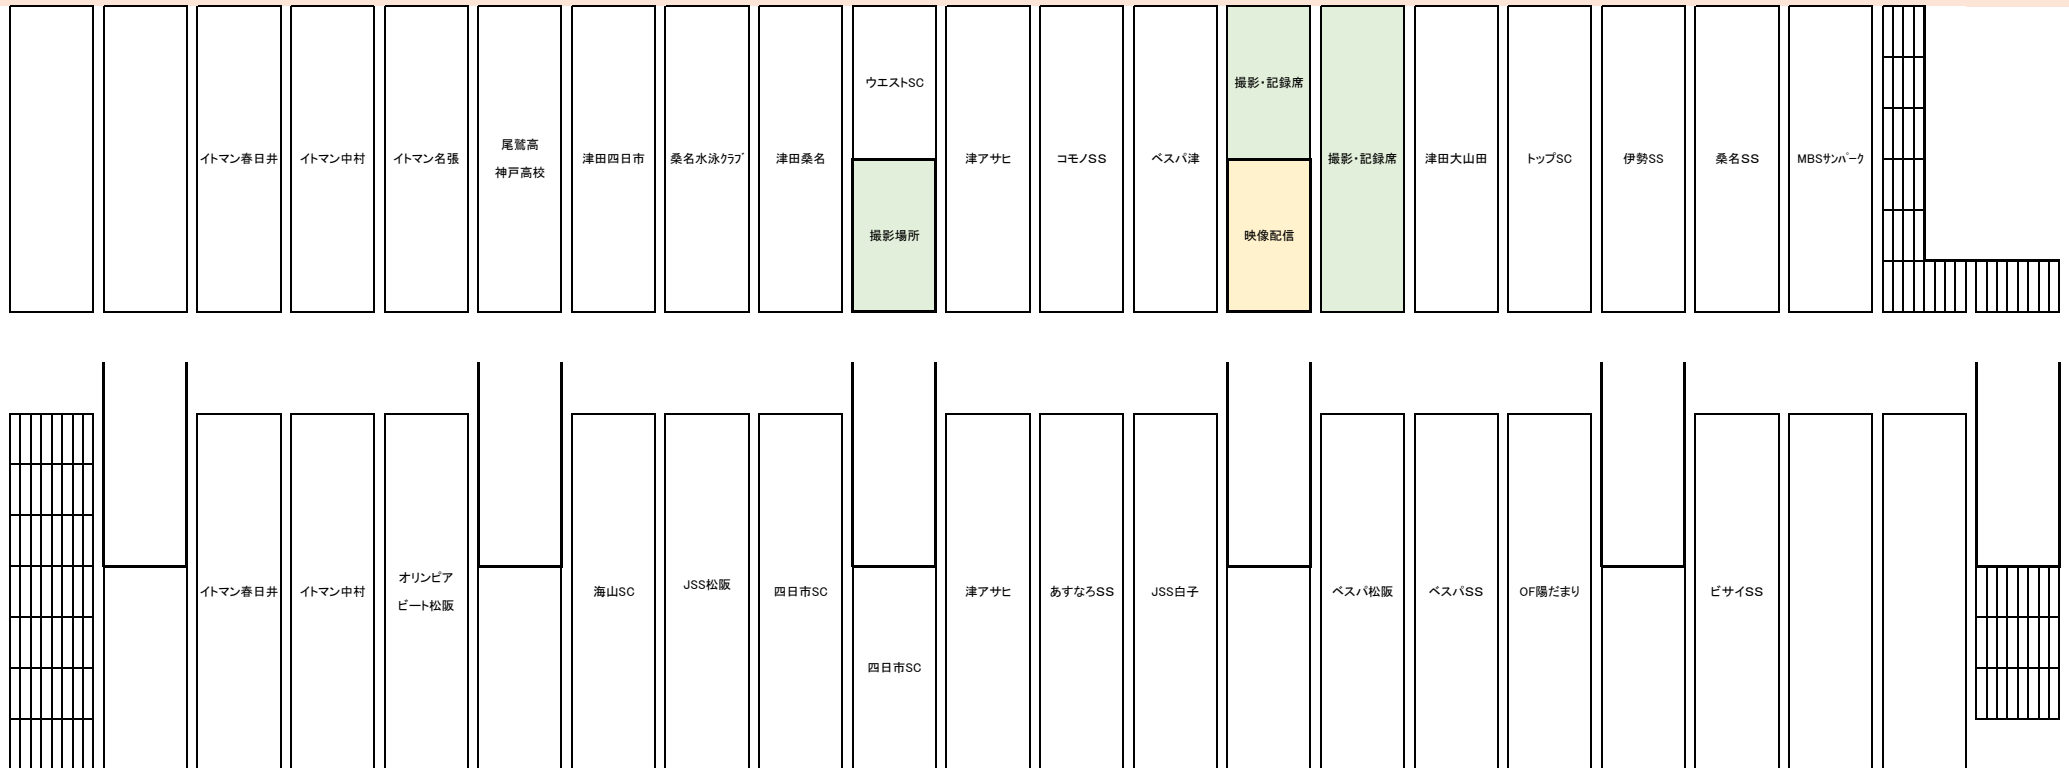 ウエストSC
撮影・記録席
イトマン春日井
イトマン中村
イトマン名張
尾鷲高
神戸高校
津田四日市
桑名水泳ｸﾗﾌﾞ
津田桑名
津アサヒ
コモノSS
ベスパ津
撮影・記録席
津田大山田
トップSC
伊勢SS
桑名SS
MBSｻﾝﾊﾟｰｸ
撮影場所
映像配信
イトマン春日井
イトマン中村
オリンピア
ビート松阪
海山SC
JSS松阪
四日市SC
津アサヒ
あすなろSS
JSS白子
ベスパ松阪
ベスパSS
OF陽だまり
ビサイSS
四日市SC